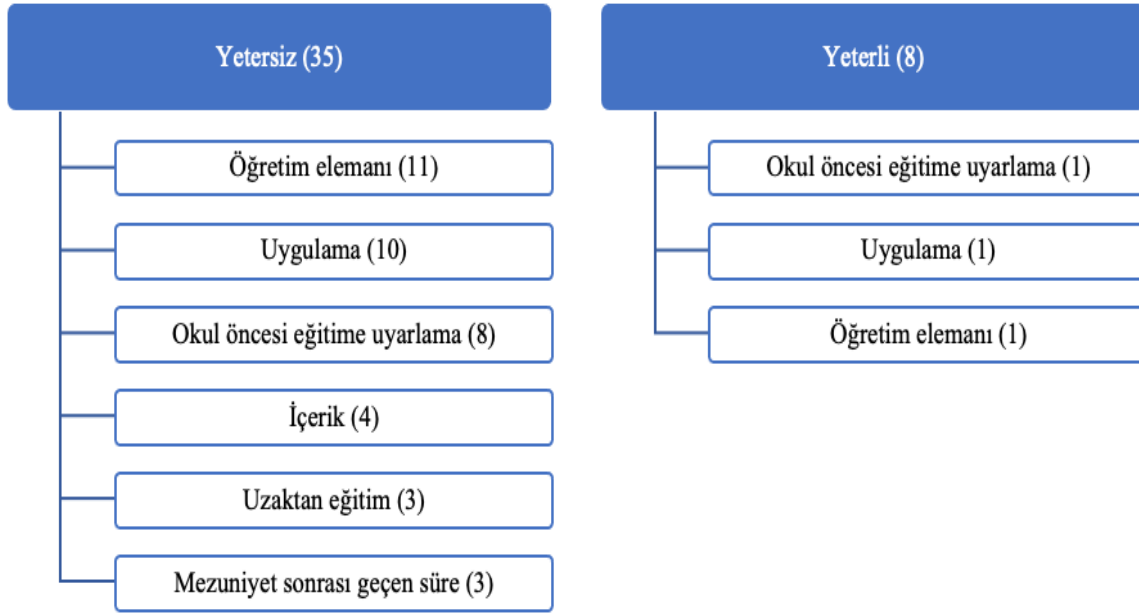 Yetersiz (35)
Öğretim elemanı (11)
Uygulama (10)
Okul öncesi eğitime uyarlama (8)
İçerik (4)
Uzaktan eğitim (3)
Mezuniyet sonrası geçen süre (3)
Yeterli (8)
Okul öncesi eğitime uyarlama (1)
Uygulama (1)
Öğretim elemanı (1)